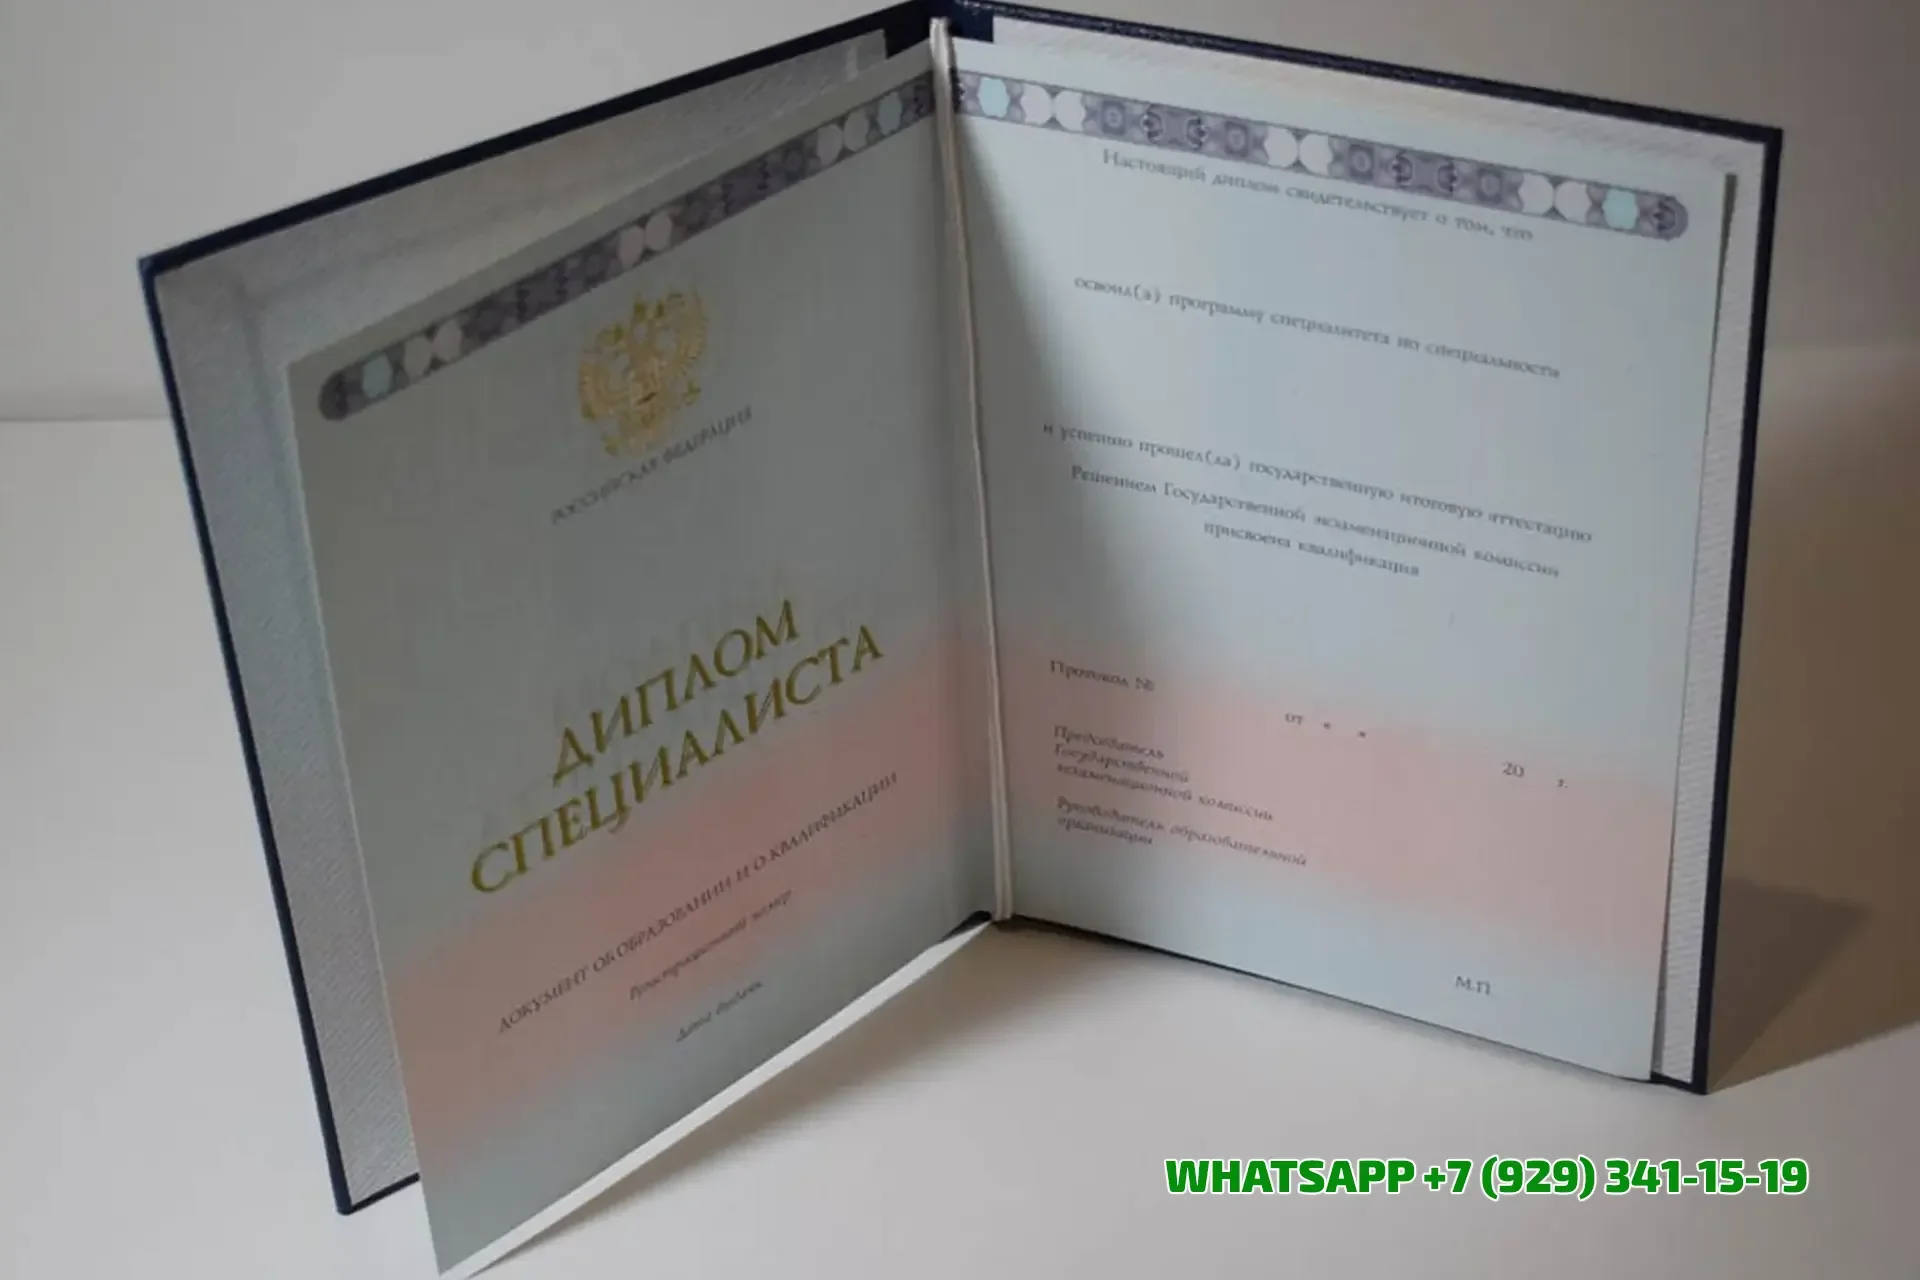 РОССИЙСКАЯ ФЕДЕРАЦИЯ
ДИПЛОМ
СПЕЦИАЛИСТА
ДОКУМЕНТ ОБ ОБРАЗОВАНИИ И О КВАЛИФИКАЦИИ
Регистрационный номер
Дата выдачи
Настоящий диплом свидетельствует о том, что
освоил(а) программу специалитета по специальности
и успешно прошел(ла) государственную итоговую аттестацию
Решением Государственной экзаменационной комиссии
присвоена квалификация
Протокол №
от « » 20 г.
Председатель
Государственной
экзаменационной комиссии
Руководитель образовательной
организации
М.П.
WHATSAPP +7 (929) 341-15-19